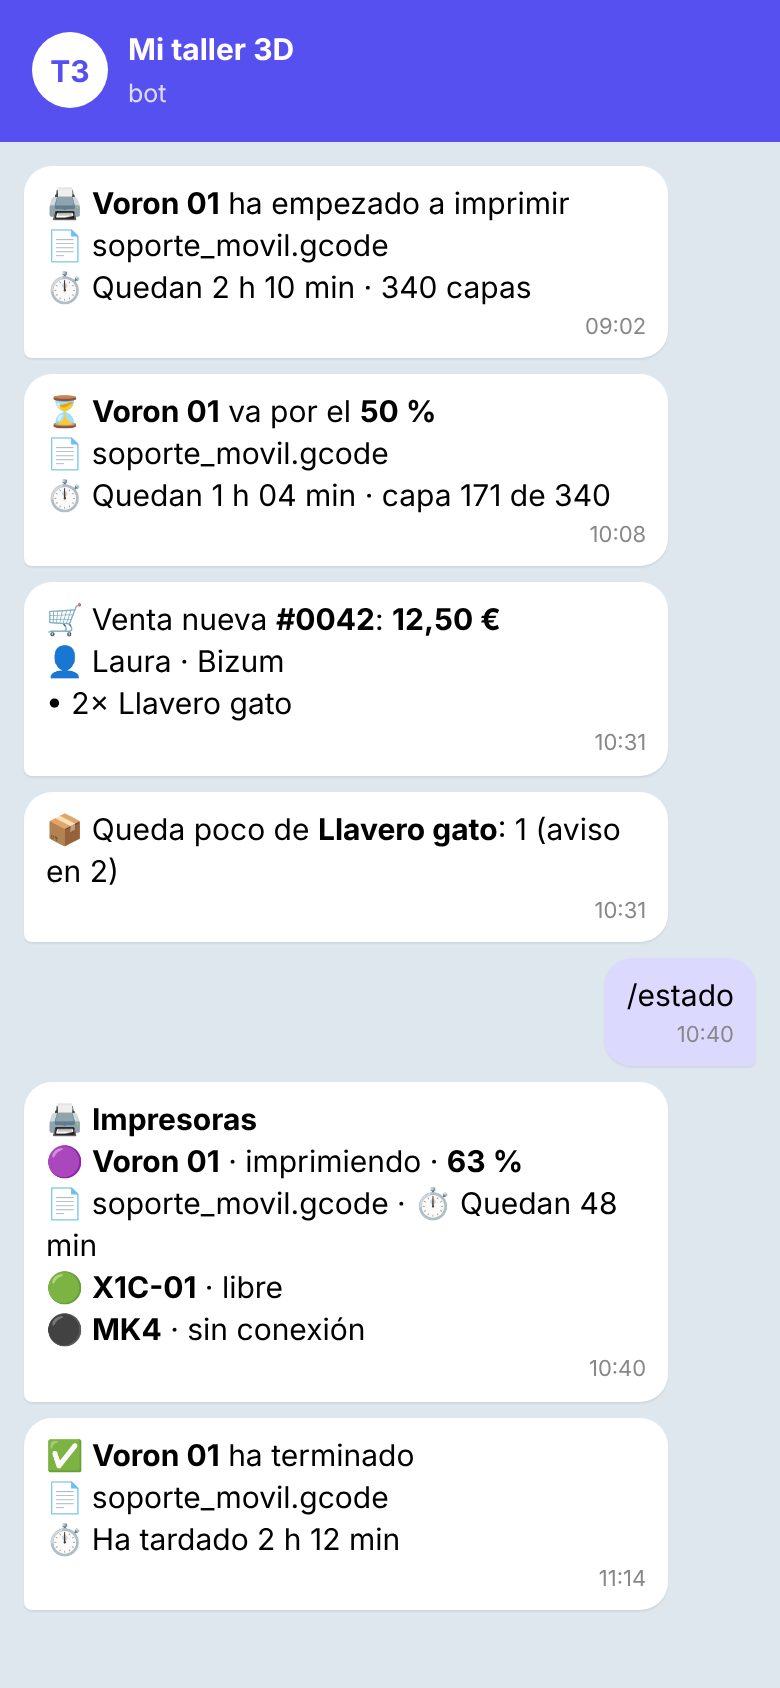 T3
Mi taller 3D
bot
🖨️ Voron 01 ha empezado a imprimir
📄 soporte_movil.gcode
⏱️ Quedan 2 h 10 min · 340 capas
09:02
⏳ Voron 01 va por el 50 %
📄 soporte_movil.gcode
⏱️ Quedan 1 h 04 min · capa 171 de 340
10:08
🛒 Venta nueva #0042: 12,50 €
👤 Laura · Bizum
• 2× Llavero gato
10:31
📦 Queda poco de Llavero gato: 1 (aviso
en 2)
10:31
/estado
10:40
🖨️ Impresoras
🟣 Voron 01 · imprimiendo · 63 %
📄 soporte_movil.gcode · ⏱️ Quedan 48
min
🟢 X1C-01 · libre
⚫ MK4 · sin conexión
10:40
✅ Voron 01 ha terminado
📄 soporte_movil.gcode
⏱️ Ha tardado 2 h 12 min
11:14